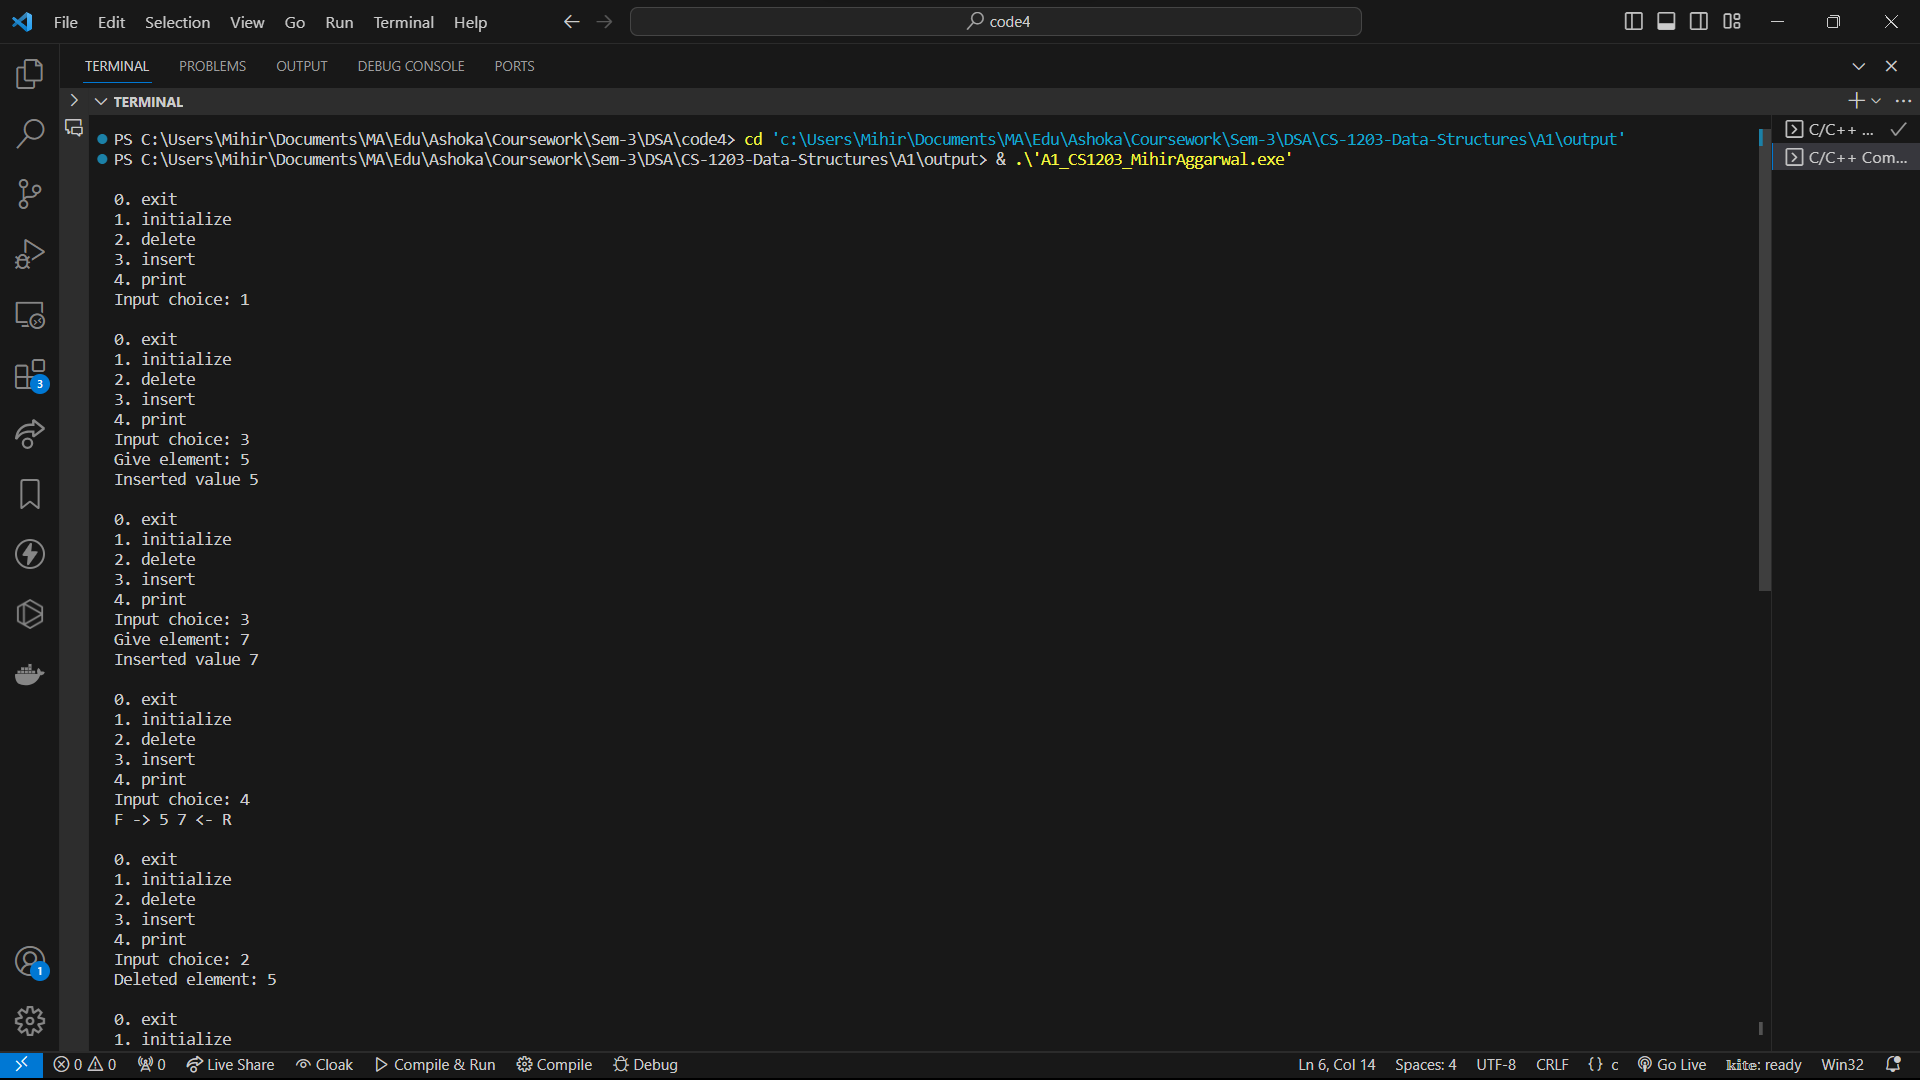 File Edit Selection View Go Run Terminal Help
code4
TERMINAL PROBLEMS OUTPUT DEBUG CONSOLE PORTS
TERMINAL
PS C:\Users\Mihir\Documents\MA\Edu\Ashoka\Coursework\Sem-3\DSA\code4> cd 'c:\Users\Mihir\Documents\MA\Edu\Ashoka\Coursework\Sem-3\DSA\CS-1203-Data-Structures\A1\output'
PS C:\Users\Mihir\Documents\MA\Edu\Ashoka\Coursework\Sem-3\DSA\CS-1203-Data-Structures\A1\output> & .\'A1_CS1203_MihirAggarwal.exe'
C/C++ ...
C/C++ Com...
0. exit
1. initialize
2. delete
3. insert
4. print
Input choice: 1
0. exit
1. initialize
2. delete
3. insert
4. print
Input choice: 3
Give element: 5
Inserted value 5
0. exit
1. initialize
2. delete
3. insert
4. print
Input choice: 3
Give element: 7
Inserted value 7
0. exit
1. initialize
2. delete
3. insert
4. print
Input choice: 4
F -> 5 7 <- R
0. exit
1. initialize
2. delete
3. insert
4. print
Input choice: 2
Deleted element: 5
0. exit
1. initialize
3
1
0 0 0 Live Share Cloak Compile & Run Compile Debug Ln 6, Col 14 Spaces: 4 UTF-8 CRLF {} c Go Live kite: ready Win32